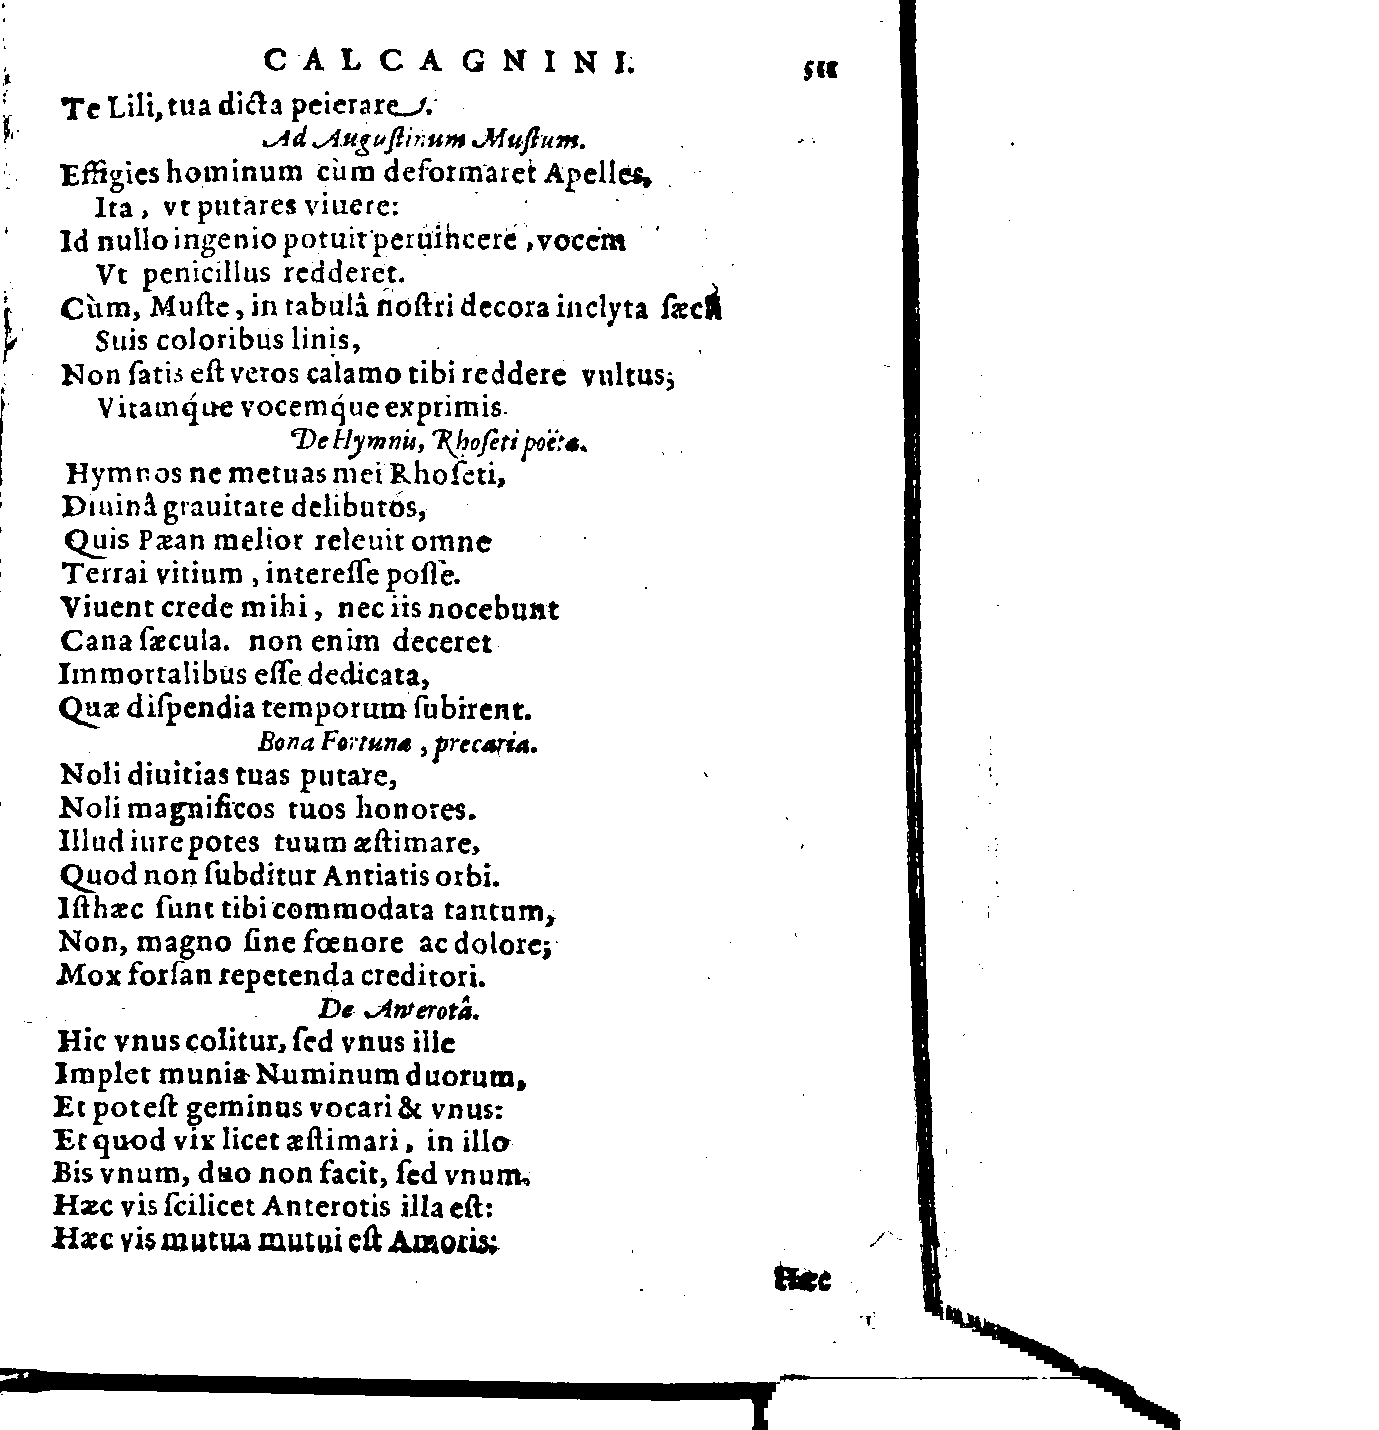 CALCAGNINI. 511
Te Lili, tua dicta peierare.
Ad Auguſtinum Muſtum.
Effigies hominum cùm deformaret Apelles,
Ita, vt putares viuere:
Id nullo ingenio potuit peruincere, vocem
Vt penicillus redderet.
Cùm, Muſte, in tabulâ noſtri decora inclyta ſæcli
Suis coloribus linis,
Non ſatis eſt veros calamo tibi reddere vultus;
Vitamq́ue vocemq́ue exprimis.
De Hymnis, Rhoſeti poëtæ.
Hymnos ne metuas mei Rhoſeti,
Diuinâ grauitate delibutos,
Quis Pæan melior releuit omne
Terrai vitium, intereſſe poſſe.
Viuent crede mihi, nec iis nocebunt
Cana ſæcula. non enim deceret
Immortalibus eſſe dedicata,
Quæ diſpendia temporum ſubirent.
Bona Fortuna, precaria.
Noli diuitias tuas putare,
Noli magnificos tuos honores.
Illud iure potes tuum æſtimare,
Quod non ſubditur Antiatis orbi.
Iſthæc ſunt tibi commodata tantum,
Non, magno ſine fœnore ac dolore;
Mox forſan repetenda creditori.
De Anterotâ.
Hic vnus colitur, ſed vnus ille
Implet munia Numinum duorum,
Et poteſt geminus vocari & vnus:
Et quod vix licet æſtimari, in illo
Bis vnum, duo non facit, ſed vnum.
Hæc vis ſcilicet Anterotis illa eſt:
Hæc vis mutua mutui eſt Amoris:
Hæc